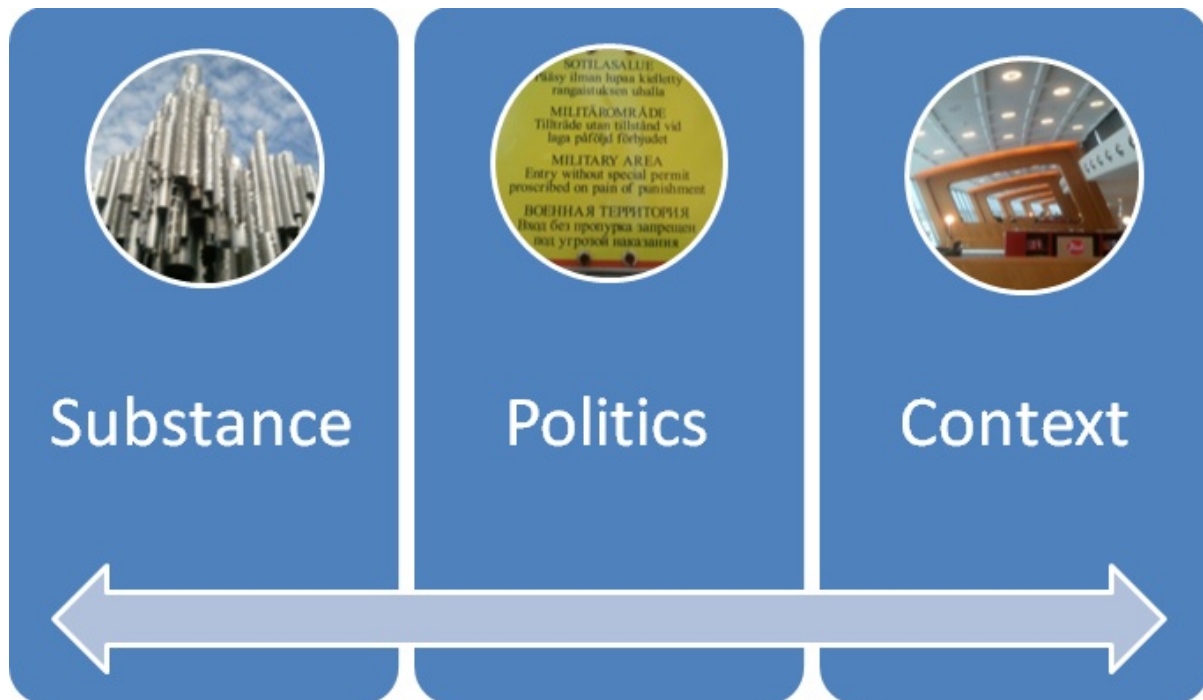 SOTILASALUE
Pääsy ilman lupaa kielletty
rangaistuksen uhalla
MILITÄROMRÅDE
Tillträde utan tillstånd vid
laga påföljd förbjudet
MILITARY AREA
Entry without special permit
proscribed on pain of punishment
ВОЕННАЯ ТЕРРИТОРИЯ
Вход без пропурка запрещен
под угрозой наказания
Substance
Politics
Context